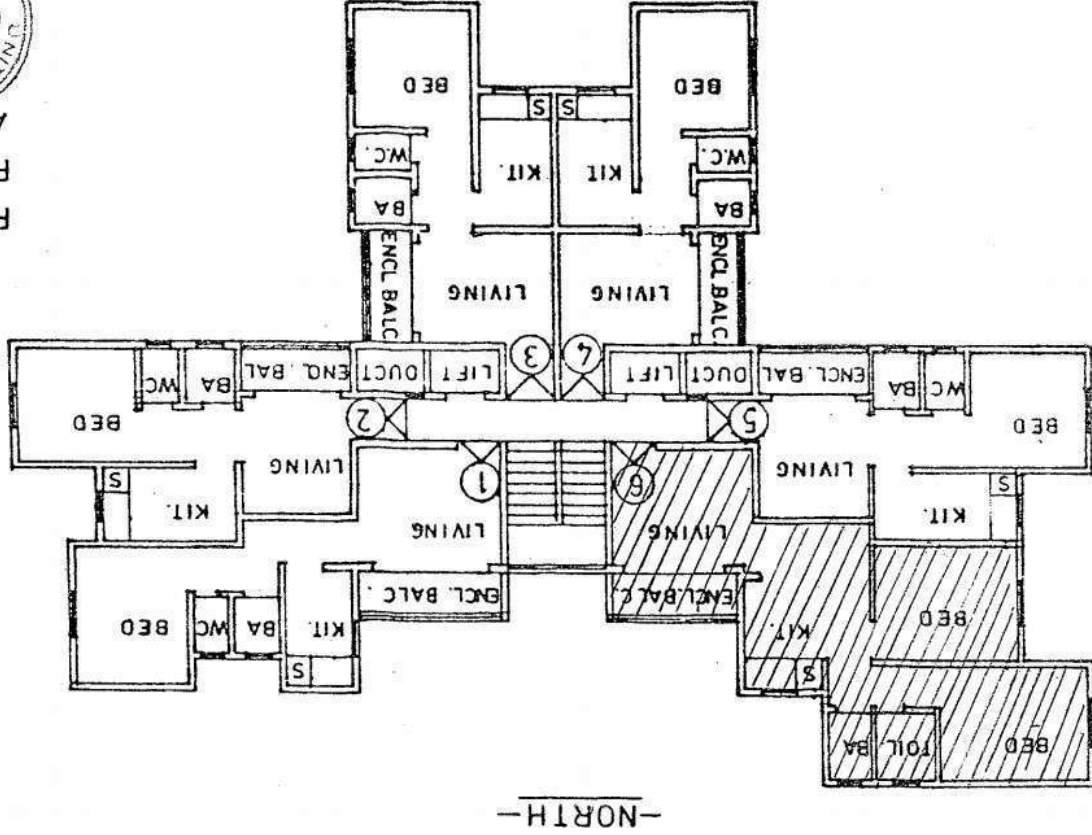 -NORTH-
BED TOIL. BA
S S
BED KIT. KIT. BA WC BED
ENCL. BALC. ENCL. BALC.
KIT. LIVING LIVING KIT.
S 6 1 S
LIVING LIVING
BED 5 2 BED
WC BA ENCL. BAL DUCT LIFT LIFT DUCT ENCL. BAL BA WC
4 3
ENCL BALC LIVING LIVING ENCL BALC
BA BA
KIT KIT.
W.C. W.C.
S S
BED BED